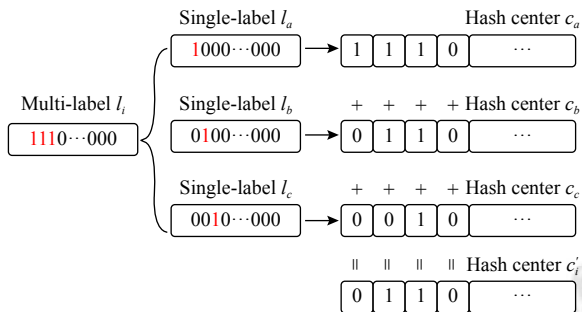 Single-label l_a
Hash center c_a
1000···000
1 1 1 0 ···
Multi-label l_i
Single-label l_b
+ + + +
Hash center c_b
1110···000
0100···000
0 1 1 0 ···
Single-label l_c
+ + + +
Hash center c_c
0010···000
0 0 1 0 ···
= = = =
Hash center c_i'
0 1 1 0 ···